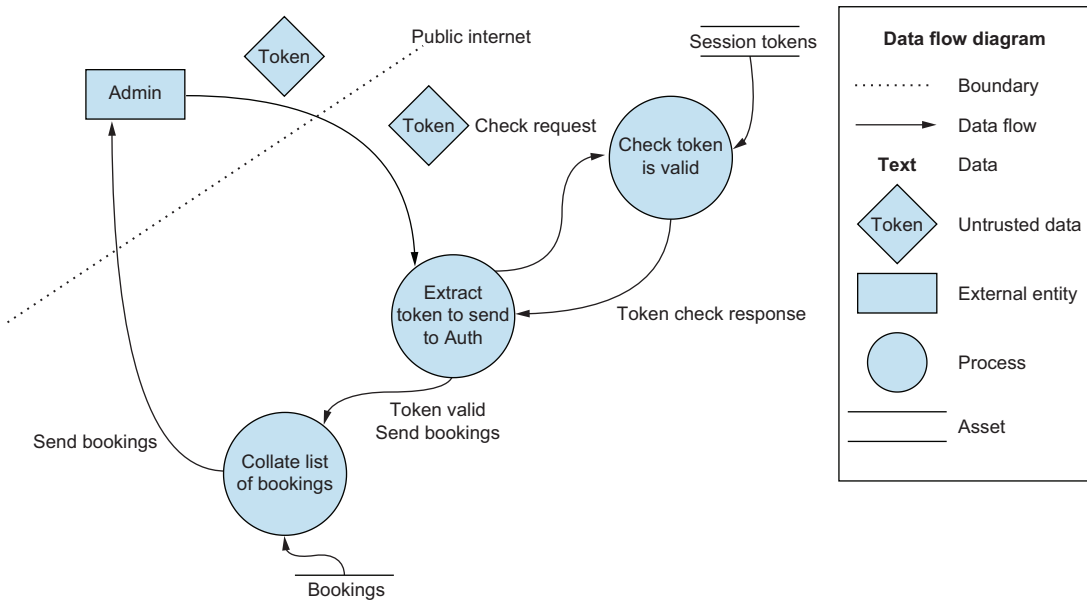 Public internet
Token
Session tokens
Admin
Token
Check request
Check token
is valid
Extract
token to send
to Auth
Token check response
Token valid
Send bookings
Send bookings
Collate list
of bookings
Bookings
Data flow diagram
Boundary
Data flow
Text
Data
Token
Untrusted data
External entity
Process
Asset